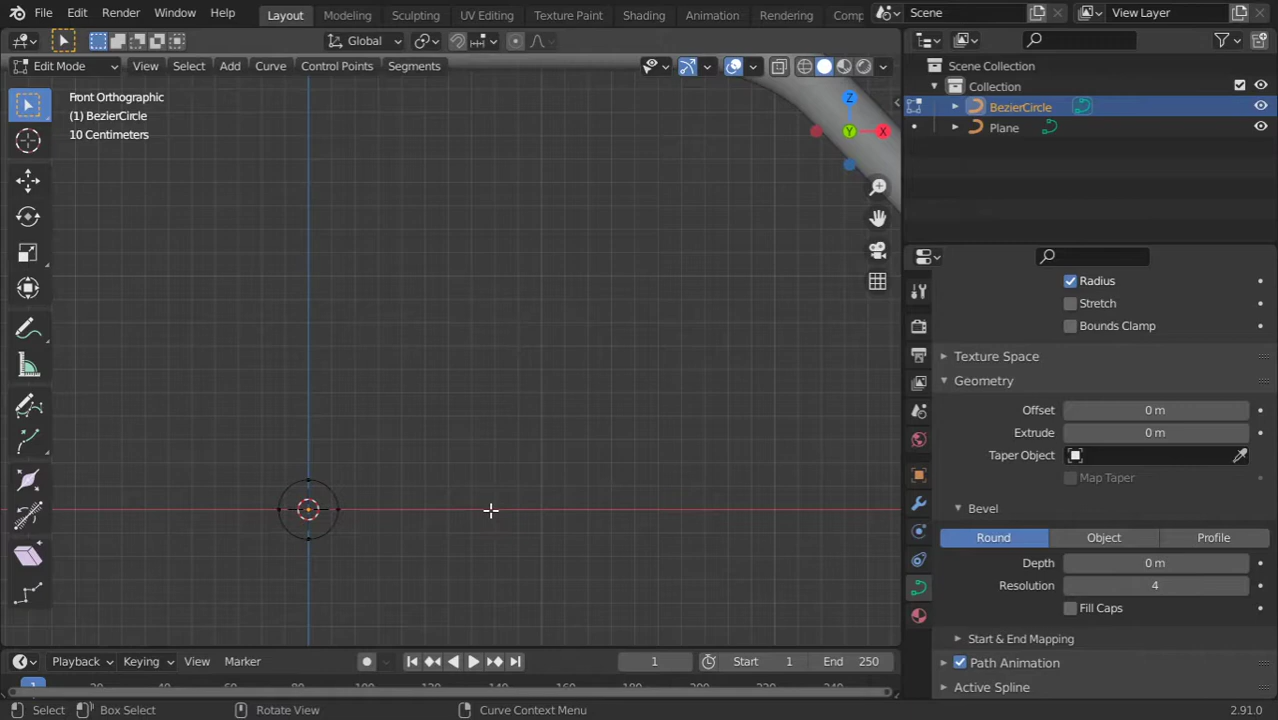 File Edit Render Window Help Layout Modeling Sculpting UV Editing Texture Paint Shading Animation Rendering Scene View Layer
Global
Edit Mode View Select Add Curve Control Points Segments
Front Orthographic
(1) BezierCircle
10 Centimeters
Z
X
Y
Scene Collection
Collection
BezierCircle
Plane
Radius
Stretch
Bounds Clamp
Texture Space
Geometry
Offset 0 m
Extrude 0 m
Taper Object
Map Taper
Bevel
Round Object Profile
Depth 0 m
Resolution 4
Fill Caps
Start & End Mapping
Path Animation
Active Spline
Playback Keying View Marker 1 Start 1 End 250
1
Select Box Select Rotate View Curve Context Menu 2.91.0